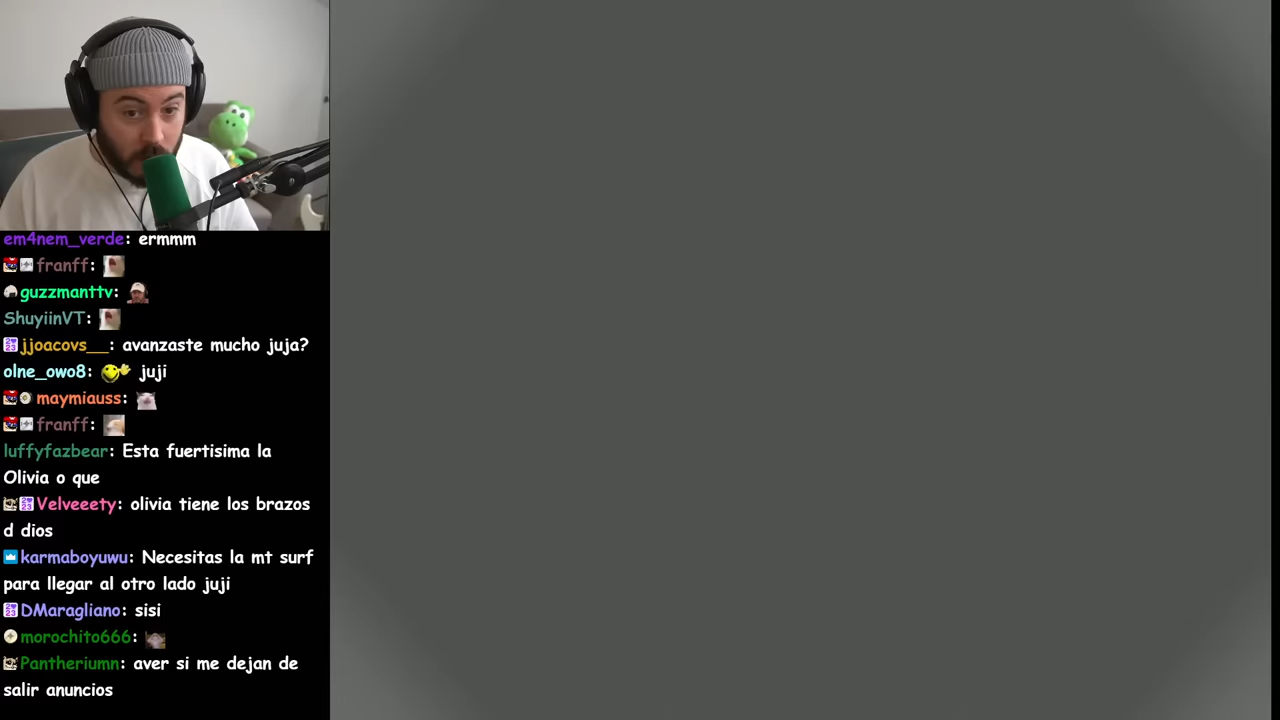 em4nem_verde: ermmm
franff:
guzzmanttv:
ShuyiinVT:
jjoacovs__: avanzaste mucho juja?
olne_owo8: juji
maymiauss:
franff:
luffyfazbear: Esta fuertisima la
Olivia o que
Velveeety: olivia tiene los brazos
d dios
karmaboyuwu: Necesitas la mt surf
para llegar al otro lado juji
DMaragliano: sisi
morochito666:
Pantheriumn: aver si me dejan de
salir anuncios